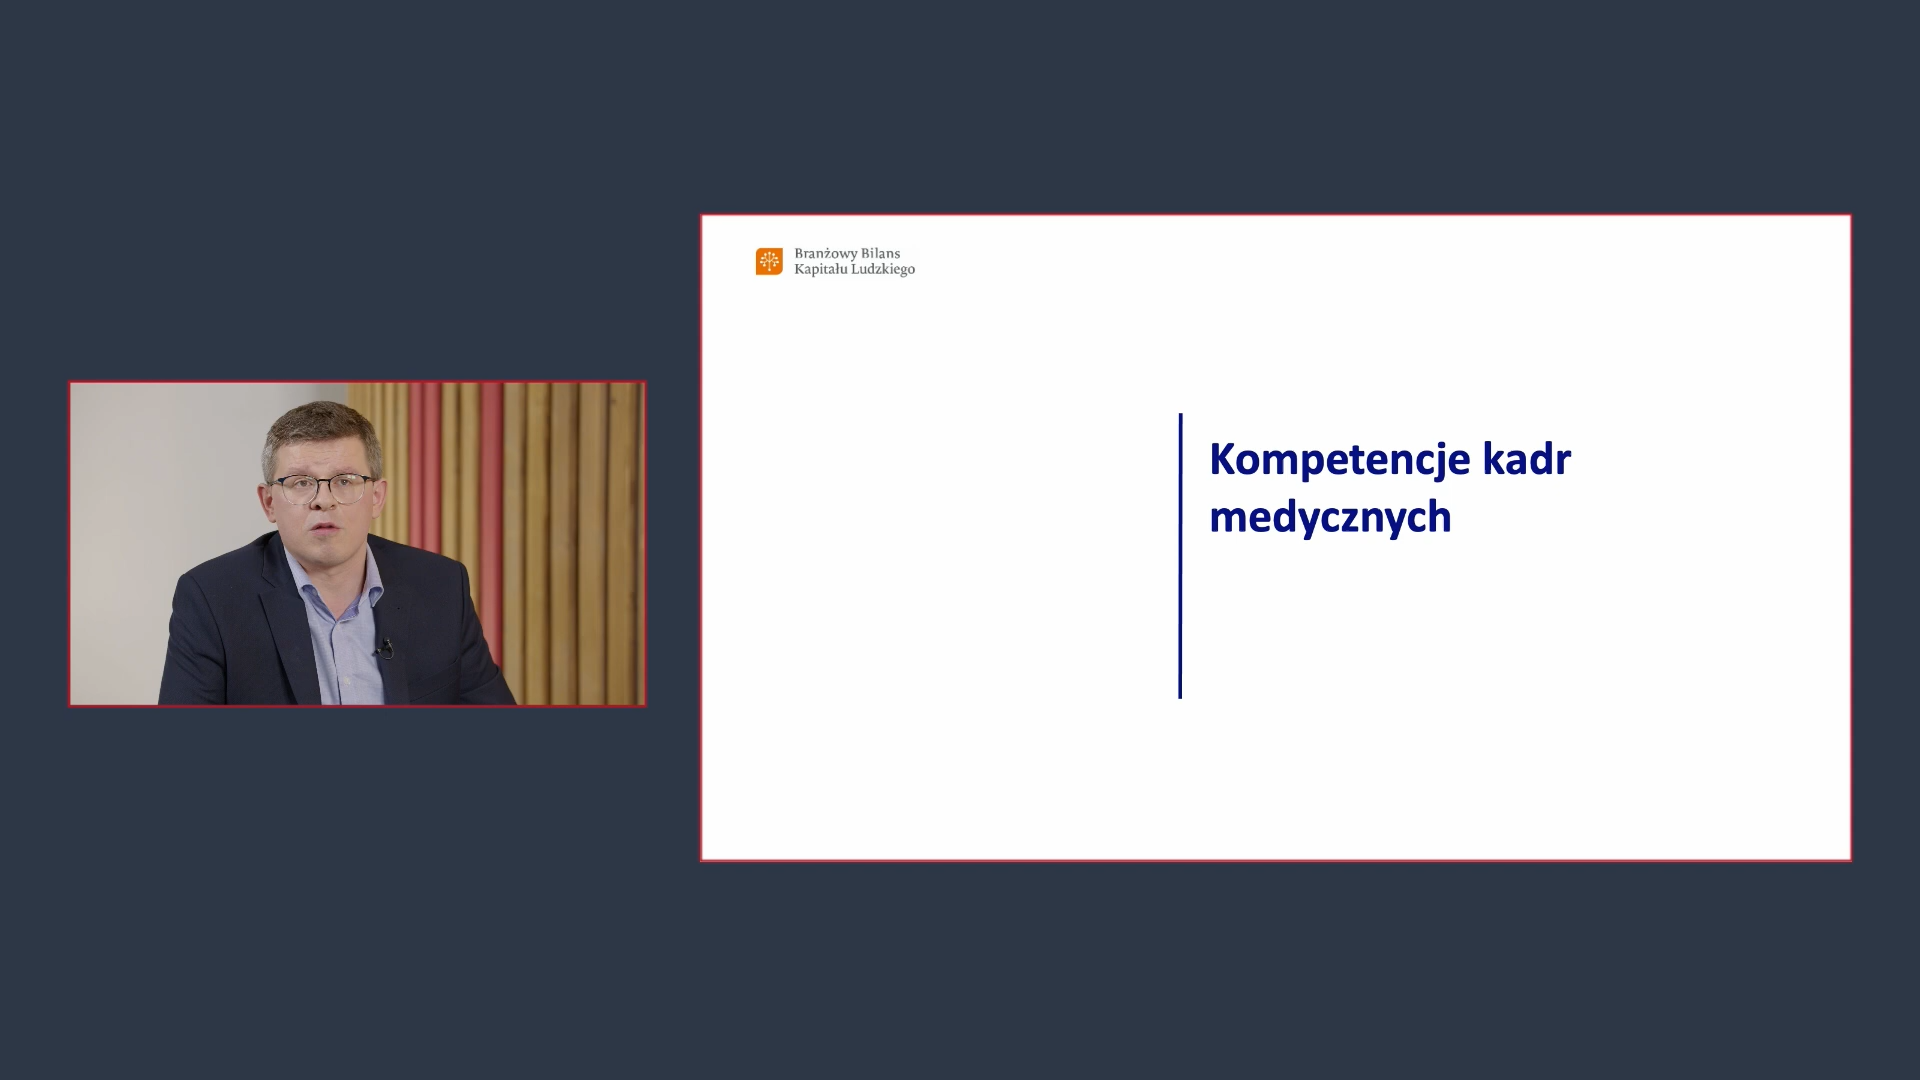 Branżowy Bilans
Kapitału Ludzkiego
Kompetencje kadr
medycznych